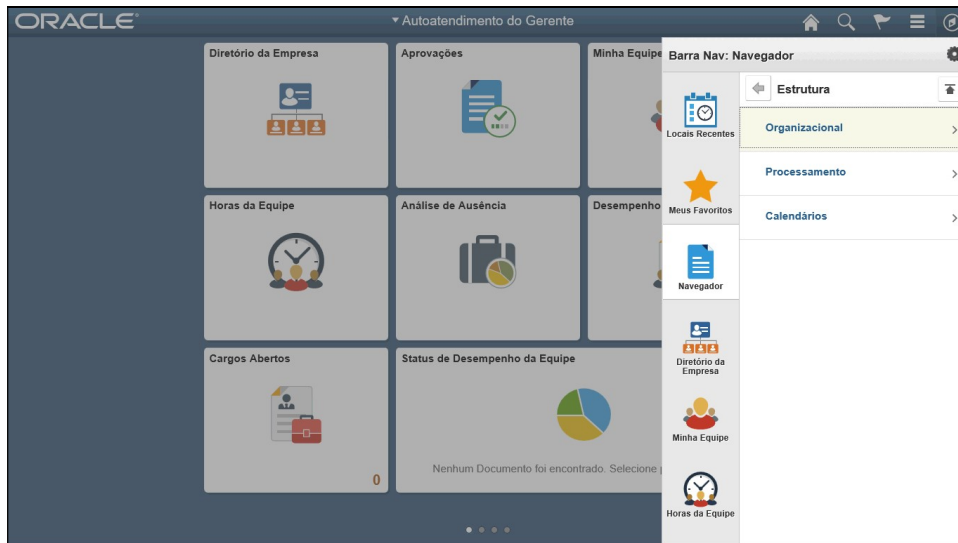 ORACLE
Autoatendimento do Gerente
Diretório da Empresa
Aprovações
Minha Equipe
Horas da Equipe
Análise de Ausência
Desempenho
Cargos Abertos
0
Status de Desempenho da Equipe
Nenhum Documento foi encontrado. Selecione
Barra Nav: Navegador
Locais Recentes
Meus Favoritos
Navegador
Diretório da
Empresa
Minha Equipe
Horas da Equipe
Estrutura
Organizacional
Processamento
Calendários